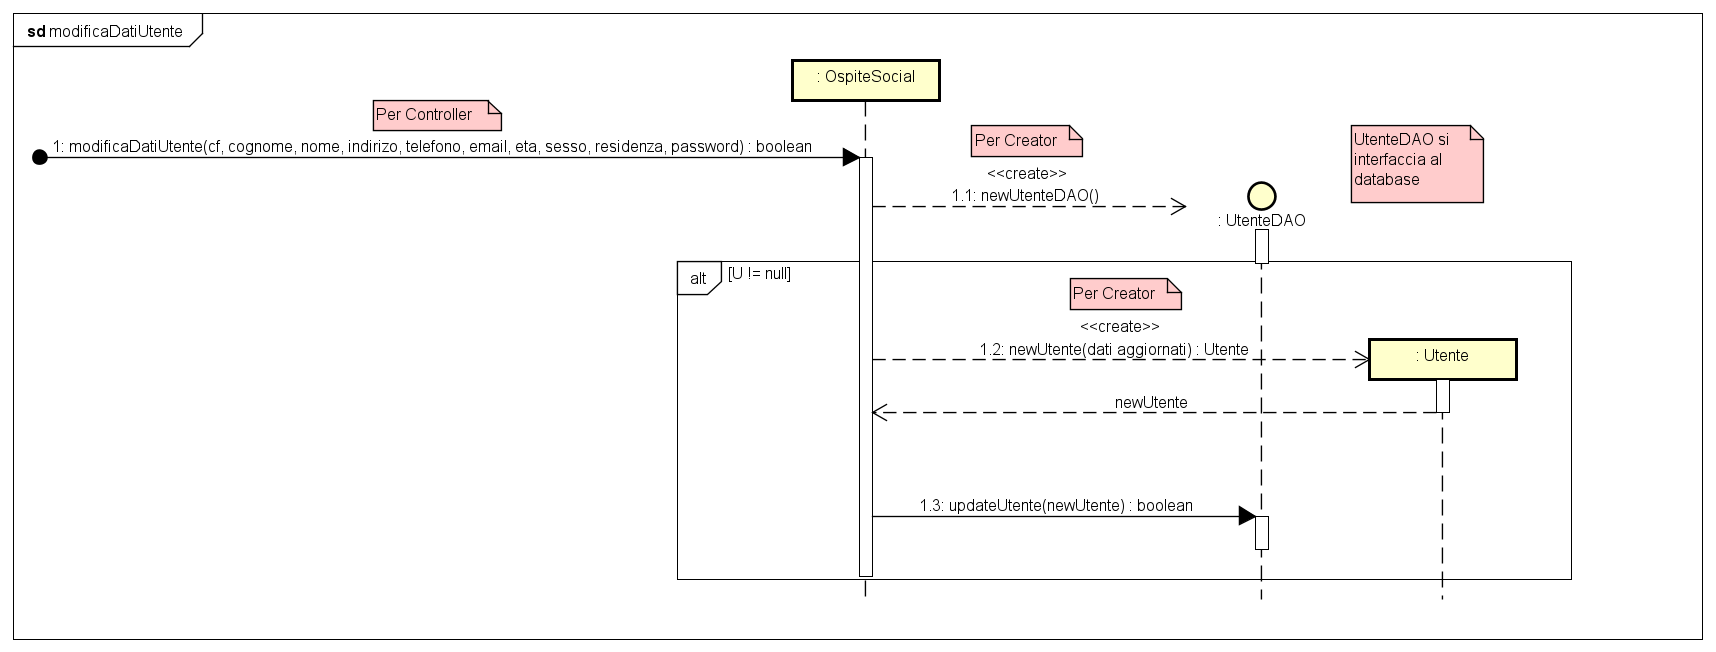 sd modificaDatiUtente
: OspiteSocial
Per Controller
1: modificaDatiUtente(cf, cognome, nome, indirizo, telefono, email, eta, sesso, residenza, password) : boolean
Per Creator
<<create>>
1.1: newUtenteDAO()
: UtenteDAO
UtenteDAO si
interfaccia al
database
alt
[U != null]
Per Creator
<<create>>
1.2: newUtente(dati aggiornati) : Utente
: Utente
newUtente
1.3: updateUtente(newUtente) : boolean